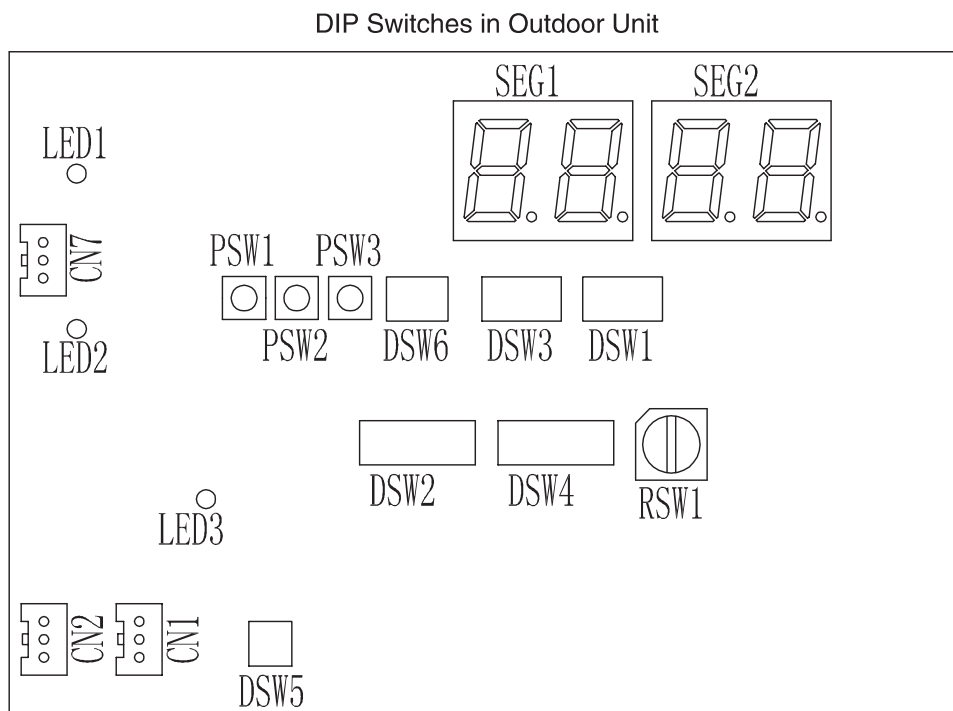 DIP Switches in Outdoor Unit
SEG1 SEG2
LED1
CN7
PSW1 PSW3
PSW2 DSW6 DSW3 DSW1
LED2
DSW2 DSW4 RSW1
LED3
CN2 CN1
DSW5